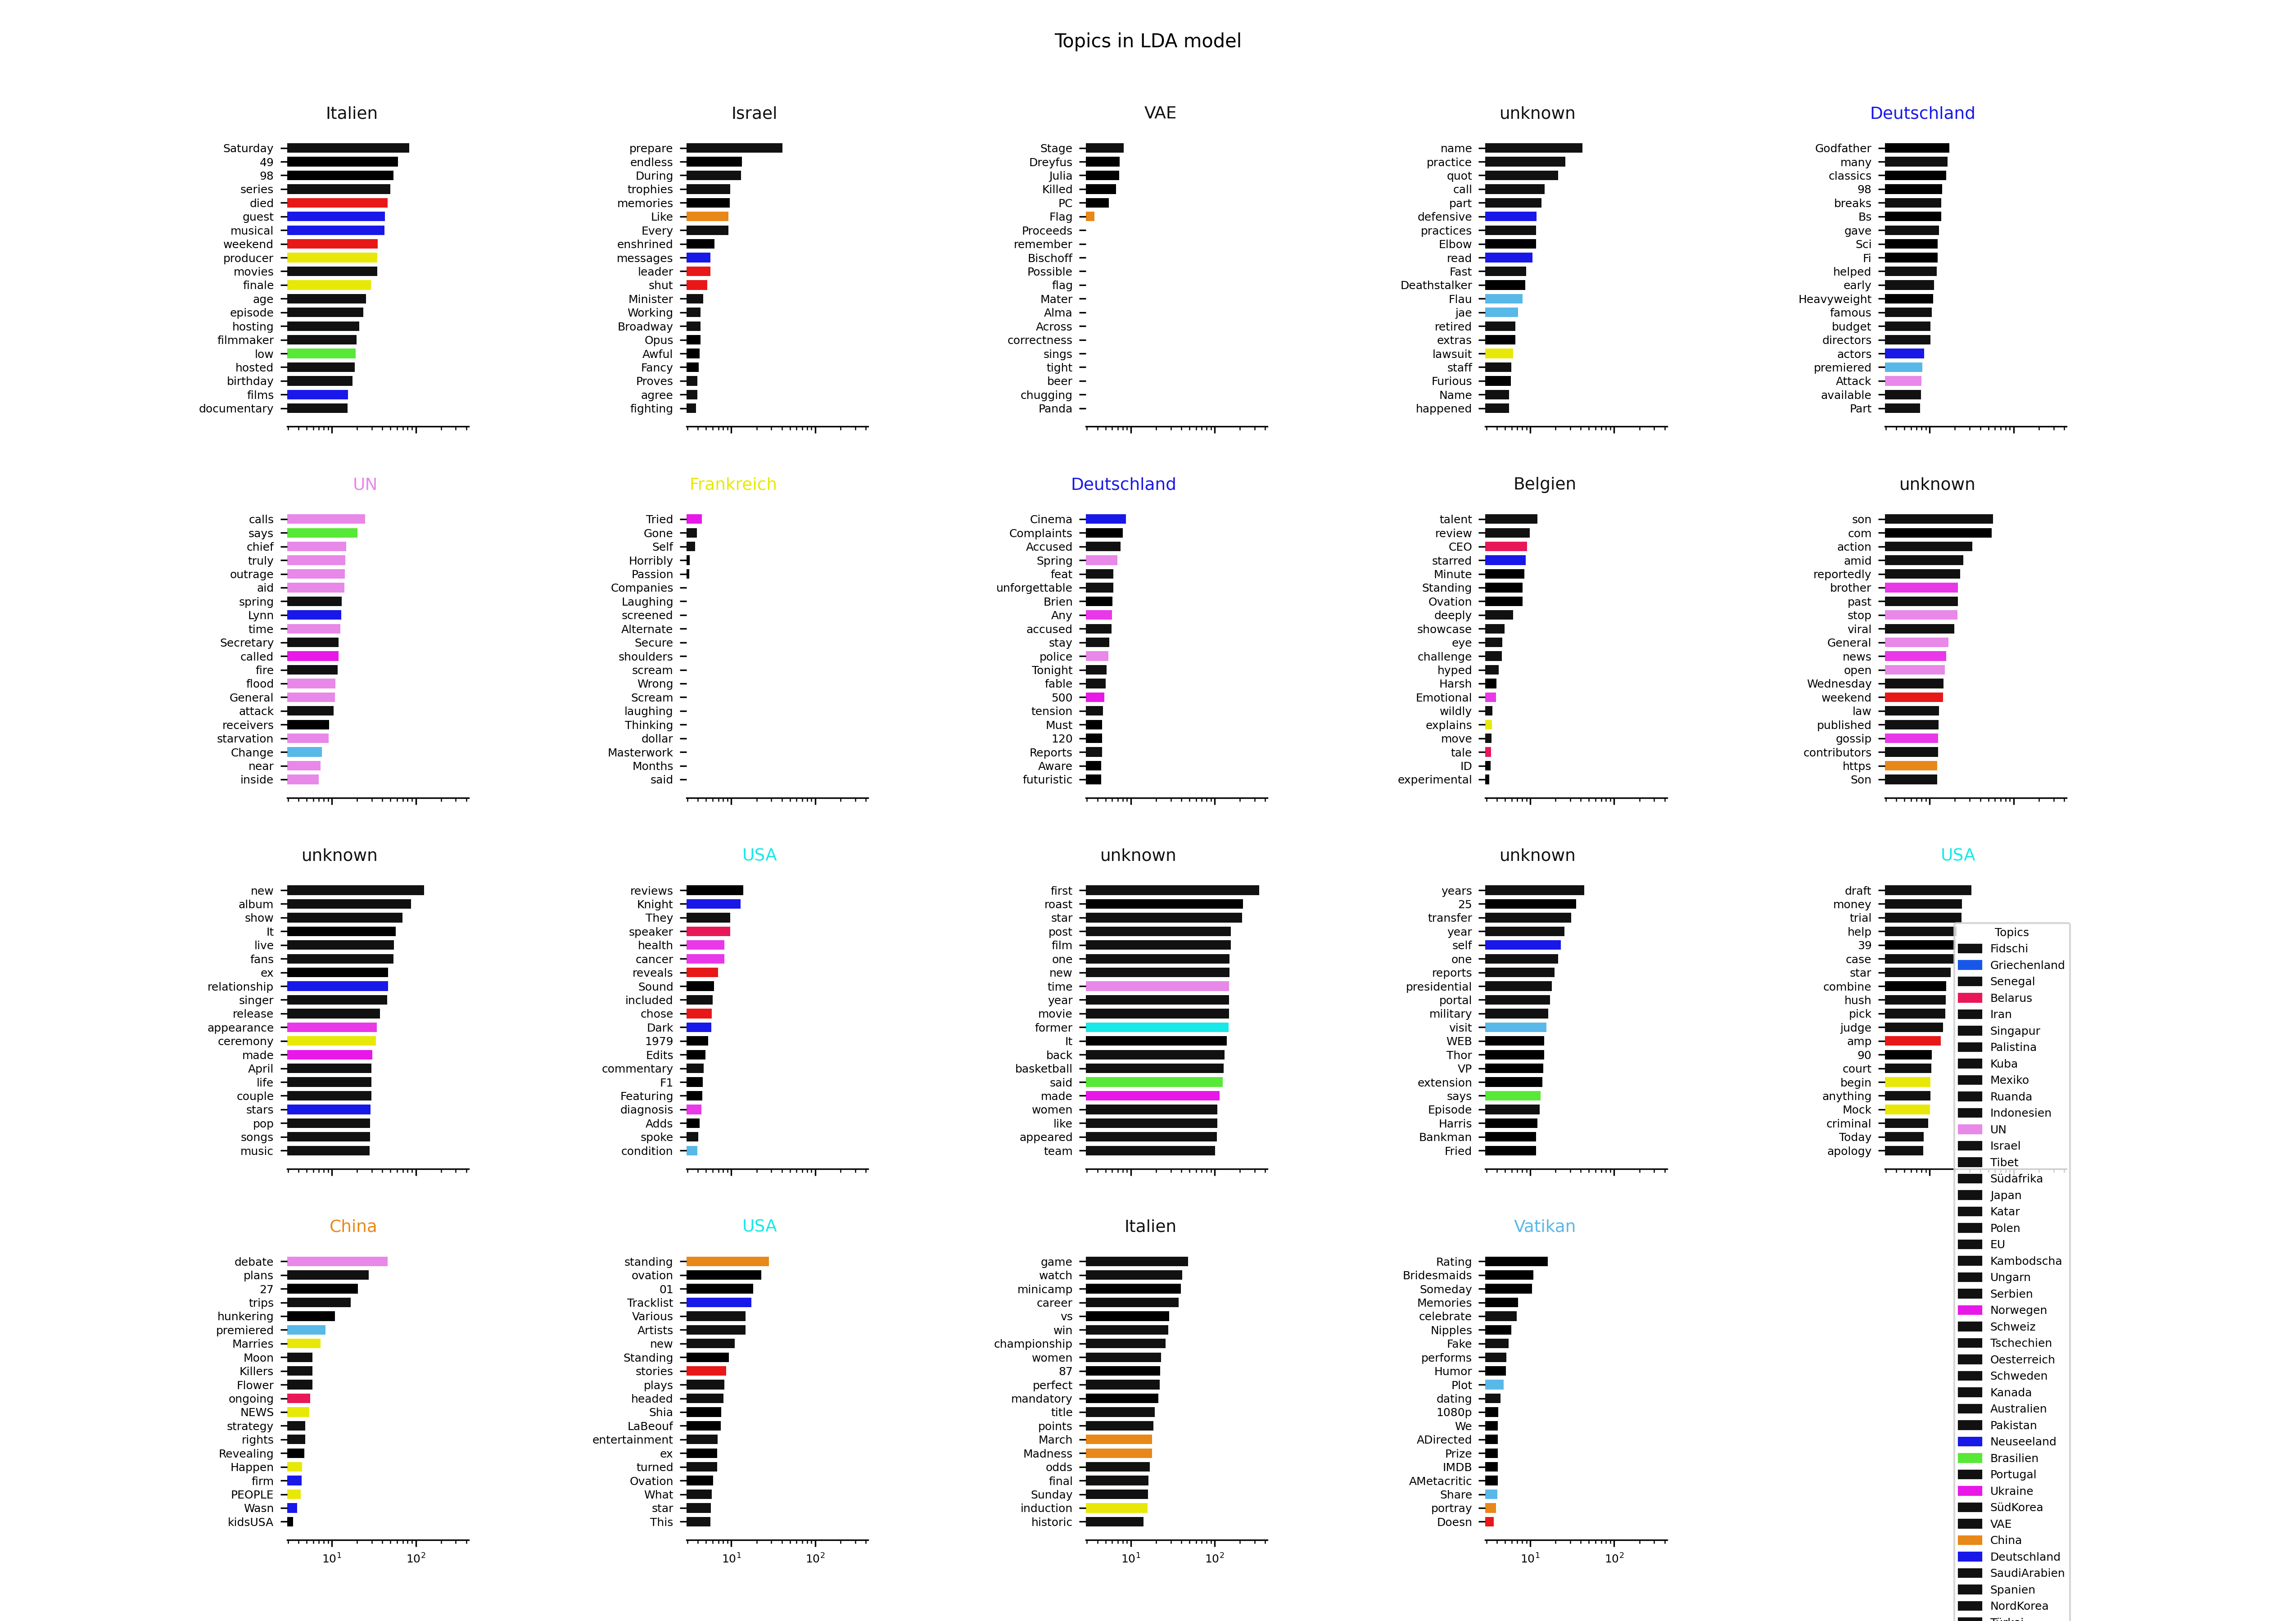 Topics in LDA model
Italien
Saturday
49
98
series
died
guest
musical
weekend
producer
movies
finale
age
episode
hosting
filmmaker
low
hosted
birthday
films
documentary
Israel
prepare
endless
During
trophies
memories
Like
Every
enshrined
messages
leader
shut
Minister
Working
Broadway
Opus
Awful
Fancy
Proves
agree
fighting
VAE
Stage
Dreyfus
Julia
Killed
PC
Flag
Proceeds
remember
Bischoff
Possible
flag
Mater
Alma
Across
correctness
sings
tight
beer
chugging
Panda
unknown
name
practice
quot
call
part
defensive
practices
Elbow
read
Fast
Deathstalker
Flau
jae
retired
extras
lawsuit
staff
Furious
Name
happened
Deutschland
Godfather
many
classics
98
breaks
Bs
gave
Sci
Fi
helped
early
Heavyweight
famous
budget
directors
actors
premiered
Attack
available
Part
UN
calls
says
chief
truly
outrage
aid
spring
Lynn
time
Secretary
called
fire
flood
General
attack
receivers
starvation
Change
near
inside
Frankreich
Tried
Gone
Self
Horribly
Passion
Companies
Laughing
screened
Alternate
Secure
shoulders
scream
Wrong
Scream
laughing
Thinking
dollar
Masterwork
Months
said
Deutschland
Cinema
Complaints
Accused
Spring
feat
unforgettable
Brien
Any
accused
stay
police
Tonight
fable
500
tension
Must
120
Reports
Aware
futuristic
Belgien
talent
review
CEO
starred
Minute
Standing
Ovation
deeply
showcase
eye
challenge
hyped
Harsh
Emotional
wildly
explains
move
tale
ID
experimental
unknown
son
com
action
amid
reportedly
brother
past
stop
viral
General
news
open
Wednesday
weekend
law
published
gossip
contributors
https
Son
unknown
new
album
show
It
live
fans
ex
relationship
singer
release
appearance
ceremony
made
April
life
couple
stars
pop
songs
music
USA
reviews
Knight
They
speaker
health
cancer
reveals
Sound
included
chose
Dark
1979
Edits
commentary
F1
Featuring
diagnosis
Adds
spoke
condition
unknown
first
roast
star
post
film
one
new
time
year
movie
former
It
back
basketball
said
made
women
like
appeared
team
unknown
years
25
transfer
year
self
one
reports
presidential
portal
military
visit
WEB
Thor
VP
extension
says
Episode
Harris
Bankman
Fried
USA
draft
money
trial
help
39
case
star
combine
hush
pick
judge
amp
90
court
begin
anything
Mock
criminal
Today
apology
China
debate
plans
27
trips
hunkering
premiered
Marries
Moon
Killers
Flower
ongoing
NEWS
strategy
rights
Revealing
Happen
firm
PEOPLE
Wasn
kidsUSA
10¹ 10²
USA
standing
ovation
01
Tracklist
Various
Artists
new
Standing
stories
plays
headed
Shia
LaBeouf
entertainment
ex
turned
Ovation
What
star
This
10¹ 10²
Italien
game
watch
minicamp
career
vs
win
championship
women
87
perfect
mandatory
title
points
March
Madness
odds
final
Sunday
induction
historic
10¹ 10²
Vatikan
Rating
Bridesmaids
Someday
Memories
celebrate
Nipples
Fake
performs
Humor
Plot
dating
1080p
We
ADirected
Prize
IMDB
AMetacritic
Share
portray
Doesn
10¹ 10²
Topics
Fidschi
Griechenland
Senegal
Belarus
Iran
Singapur
Palistina
Kuba
Mexiko
Ruanda
Indonesien
UN
Israel
Tibet
Südafrika
Japan
Katar
Polen
EU
Kambodscha
Ungarn
Serbien
Norwegen
Schweiz
Tschechien
Oesterreich
Schweden
Kanada
Australien
Pakistan
Neuseeland
Brasilien
Portugal
Ukraine
SüdKorea
VAE
China
Deutschland
SaudiArabien
Spanien
NordKorea